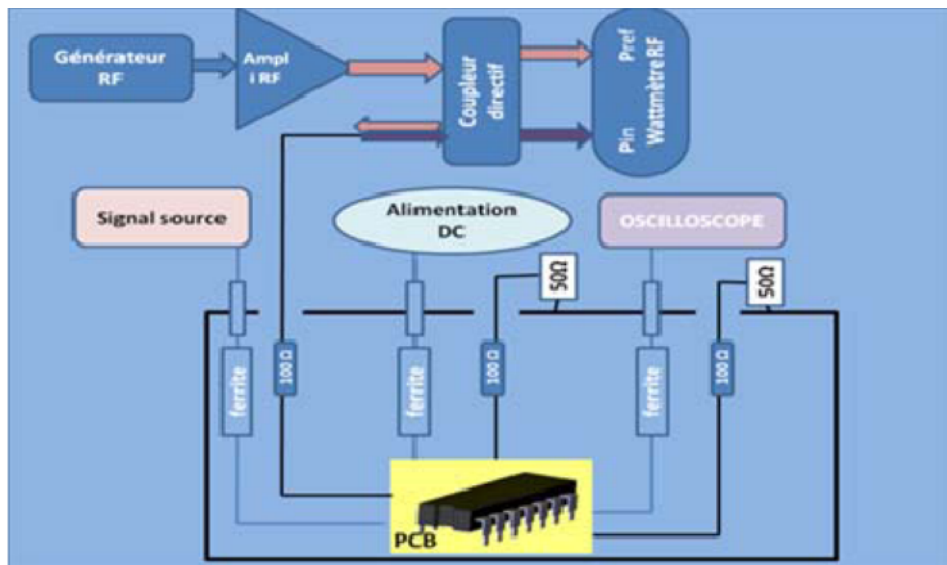 Générateur
RF
Ampl
i RF
Coupleur
directif
Pin Pref
Wattmètre RF
Signal source
Alimentation
DC
OSCILLOSCOPE
50Ω
50Ω
ferrite
100 Ω
ferrite
100 Ω
ferrite
100 Ω
PCB